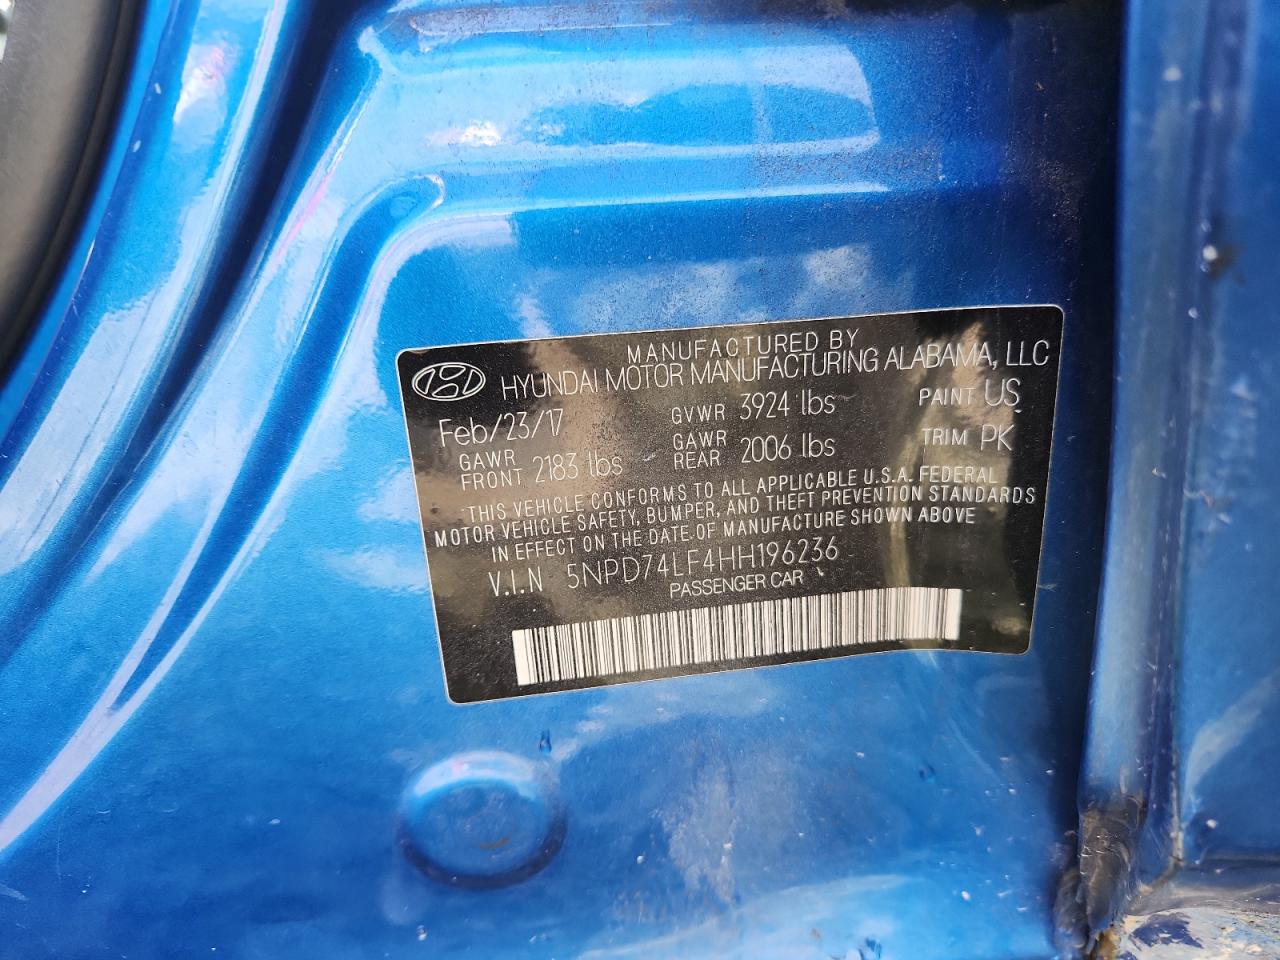 MANUFACTURED BY
HYUNDAI MOTOR MANUFACTURING ALABAMA, LLC
Feb/23/17 GVWR 3924 lbs PAINT US
GAWR FRONT 2183 lbs GAWR REAR 2006 lbs TRIM PK
THIS VEHICLE CONFORMS TO ALL APPLICABLE U.S.A. FEDERAL
MOTOR VEHICLE SAFETY, BUMPER, AND THEFT PREVENTION STANDARDS
IN EFFECT ON THE DATE OF MANUFACTURE SHOWN ABOVE
V.I.N 5NPD74LF4HH196236
PASSENGER CAR